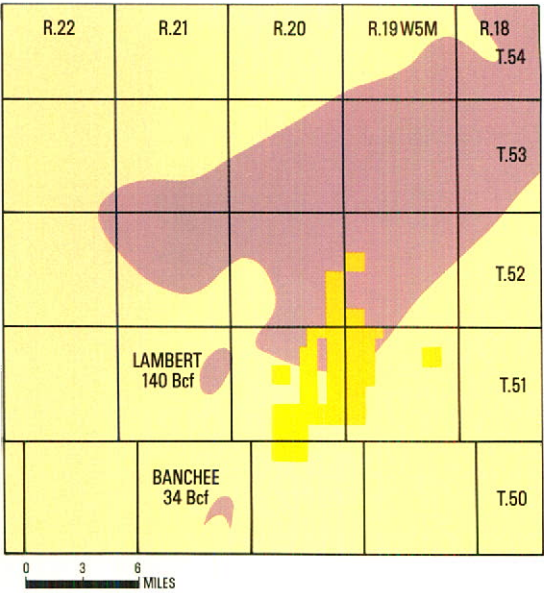 R.22 R.21 R.20 R.19 W5M R.18
T.54
T.53
T.52
LAMBERT
140 Bcf
T.51
BANCHEE
34 Bcf
T.50
0 3 6
MILES